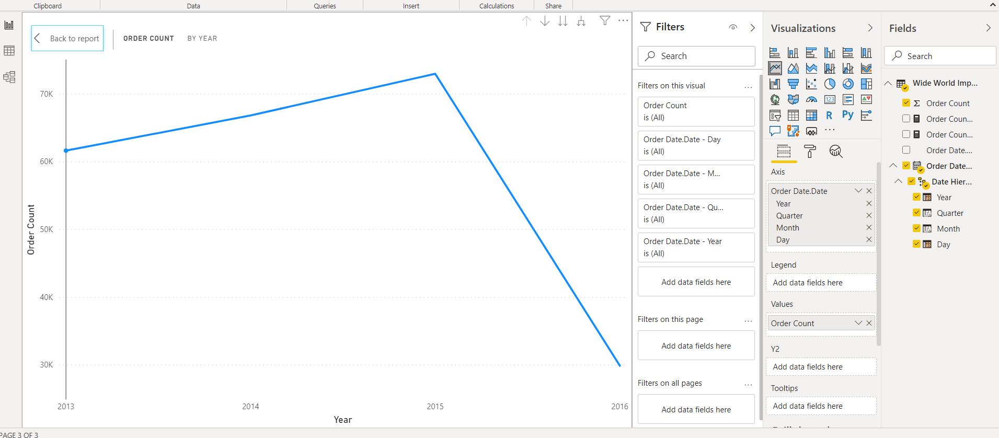 Clipboard
Data
Queries
Insert
Calculations
Share
Back to report
ORDER COUNT
BY YEAR
70K
60K
50K
40K
30K
Order Count
2013
2014
2015
2016
Year
PAGE 3 OF 3
Filters
Search
Filters on this visual
...
Order Count
is (All)
Order Date.Date - Day
is (All)
Order Date.Date - M...
is (All)
Order Date.Date - Qu...
is (All)
Order Date.Date - Year
is (All)
Add data fields here
Filters on this page
...
Add data fields here
Filters on all pages
...
Add data fields here
Visualizations
123
R
Py
...
Axis
Order Date.Date
Year
Quarter
Month
Day
Legend
Add data fields here
Values
Order Count
Y2
Add data fields here
Tooltips
Add data fields here
Fields
Search
Wide World Imp...
Σ Order Count
Order Coun...
Order Coun...
Order Date....
Order Date...
Date Hier...
Year
Quarter
Month
Day